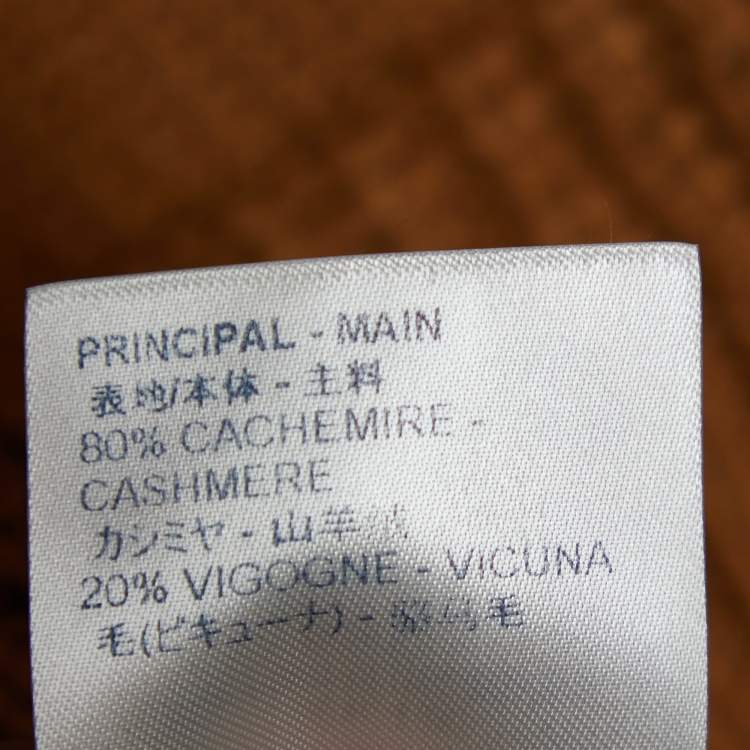 PRINCIPAL - MAIN
表地/本体 - 主料
80% CACHEMIRE -
CASHMERE
カシミヤ - 山羊绒
20% VIGOGNE - VICUNA
毛(ビキューナ) -